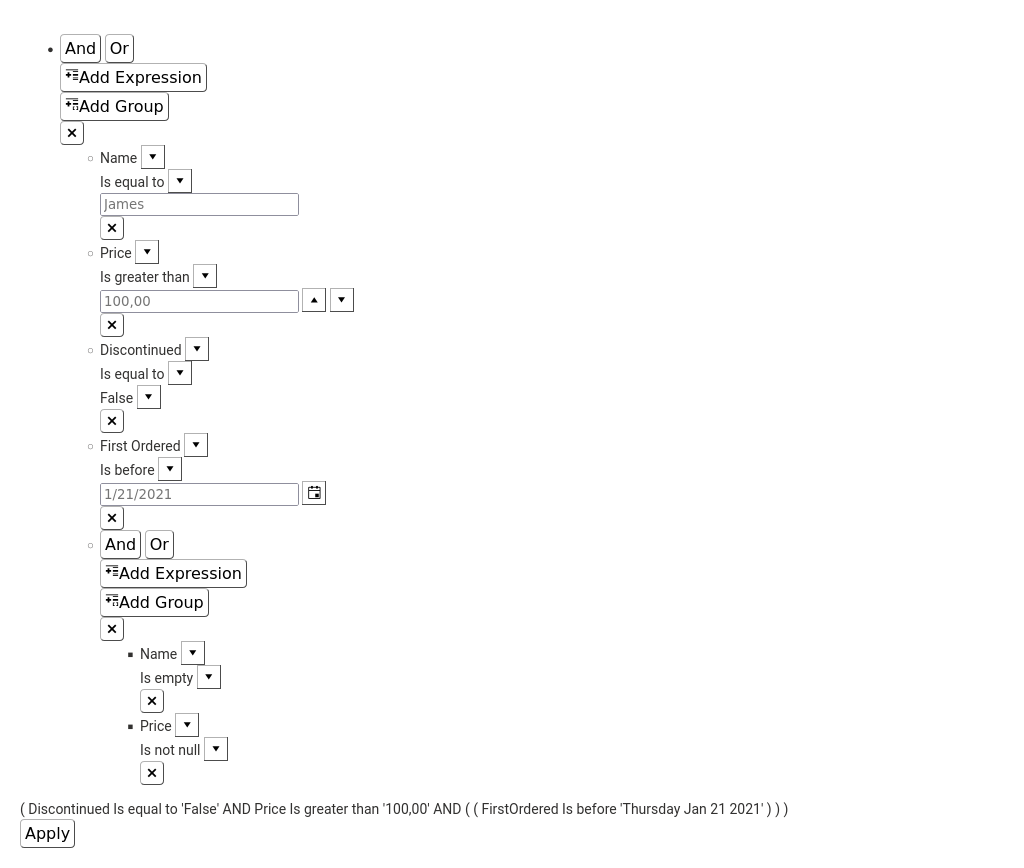 And Or
Add Expression
Add Group
Name
Is equal to
James
Price
Is greater than
100,00
Discontinued
Is equal to
False
First Ordered
Is before
1/21/2021
And Or
Add Expression
Add Group
Name
Is empty
Price
Is not null
( Discontinued Is equal to 'False' AND Price Is greater than '100,00' AND ( ( FirstOrdered Is before 'Thursday Jan 21 2021' ) ) )
Apply